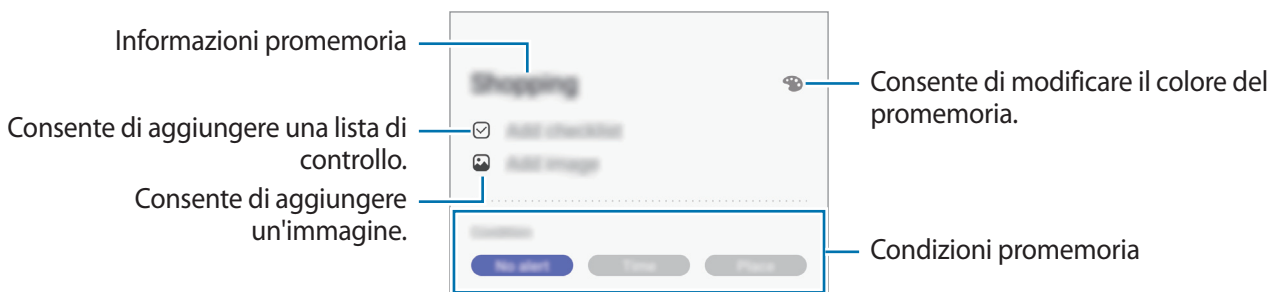 Informazioni promemoria
Shopping
Consente di modificare il colore del
promemoria.
Consente di aggiungere una lista di
controllo.
Add checklist
Add image
Consente di aggiungere
un'immagine.
No alert
Time
Place
Condizioni promemoria